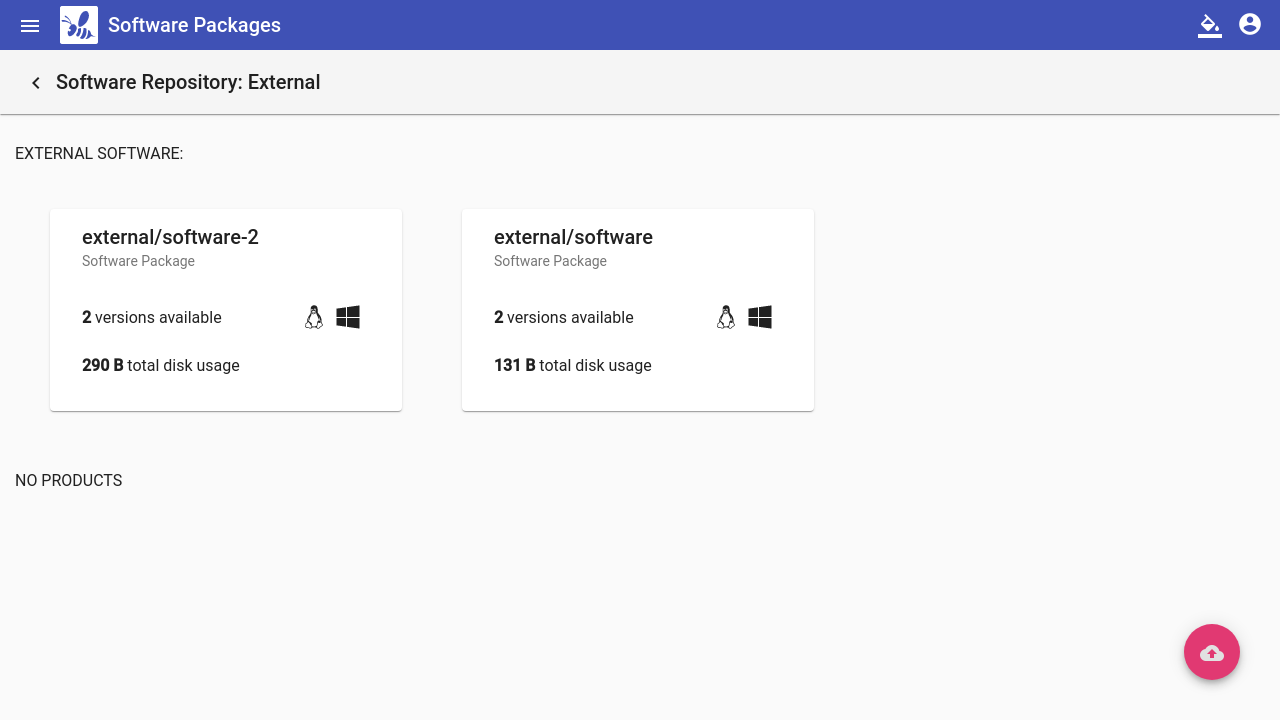 Software Packages
Software Repository: External
EXTERNAL SOFTWARE:
external/software-2
Software Package
2 versions available
290 B total disk usage
external/software
Software Package
2 versions available
131 B total disk usage
NO PRODUCTS